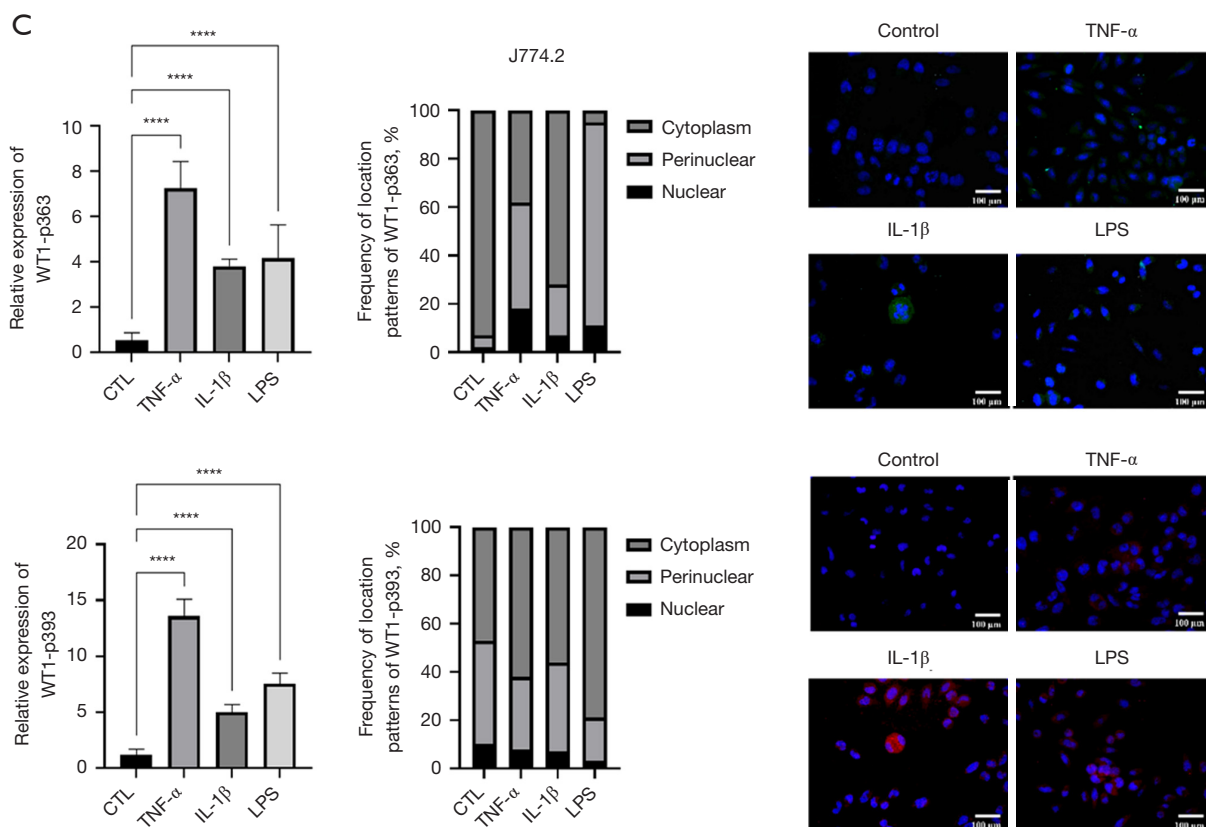 C
Relative expression of
WT1-p363
10
8
6
4
2
0
****
****
****
CTL
TNF-α
IL-1β
LPS
J774.2
Frequency of location
patterns of WT1-p363, %
100
80
60
40
20
0
CTL
TNF-α
IL-1β
LPS
Cytoplasm
Perinuclear
Nuclear
Control
TNF-α
100 μm
100 μm
IL-1β
LPS
100 μm
100 μm
Relative expression of
WT1-p393
20
15
10
5
0
****
****
****
CTL
TNF-α
IL-1β
LPS
Frequency of location
patterns of WT1-p393, %
100
80
60
40
20
0
CTL
TNF-α
IL-1β
LPS
Cytoplasm
Perinuclear
Nuclear
Control
TNF-α
100 μm
100 μm
IL-1β
LPS
100 μm
100 μm